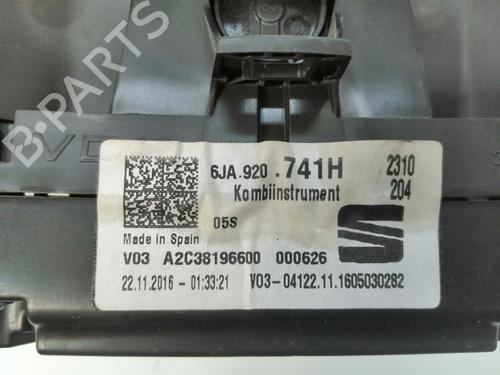 6JA.920 .741H 2310
Kombiinstrument 204
05S
Made in Spain
V03 A2C38196600 000626
22.11.2016 - 01:33:21 V03-04122.11.1605030282
B-Parts
VDO